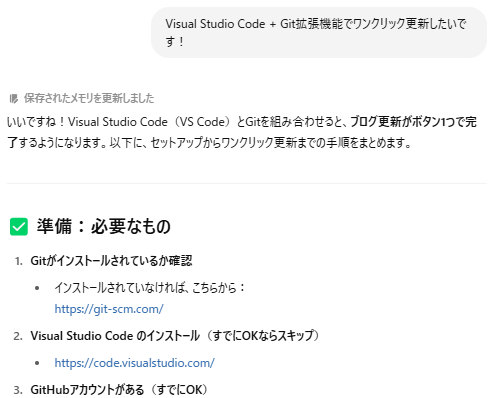 Visual Studio Code + Git拡張機能でワンクリック更新したいで
す！
保存されたメモリを更新しました
いいですね！Visual Studio Code（VS Code）とGitを組み合わせると、ブログ更新がボタン1つで完
了するようになります。以下に、セットアップからワンクリック更新までの手順をまとめます。
✅ 準備：必要なもの
1. Gitがインストールされているか確認
• インストールされていなければ、こちらから：
https://git-scm.com/
2. Visual Studio Code のインストール（すでにOKならスキップ）
• https://code.visualstudio.com/
3. GitHubアカウントがある（すでにOK）